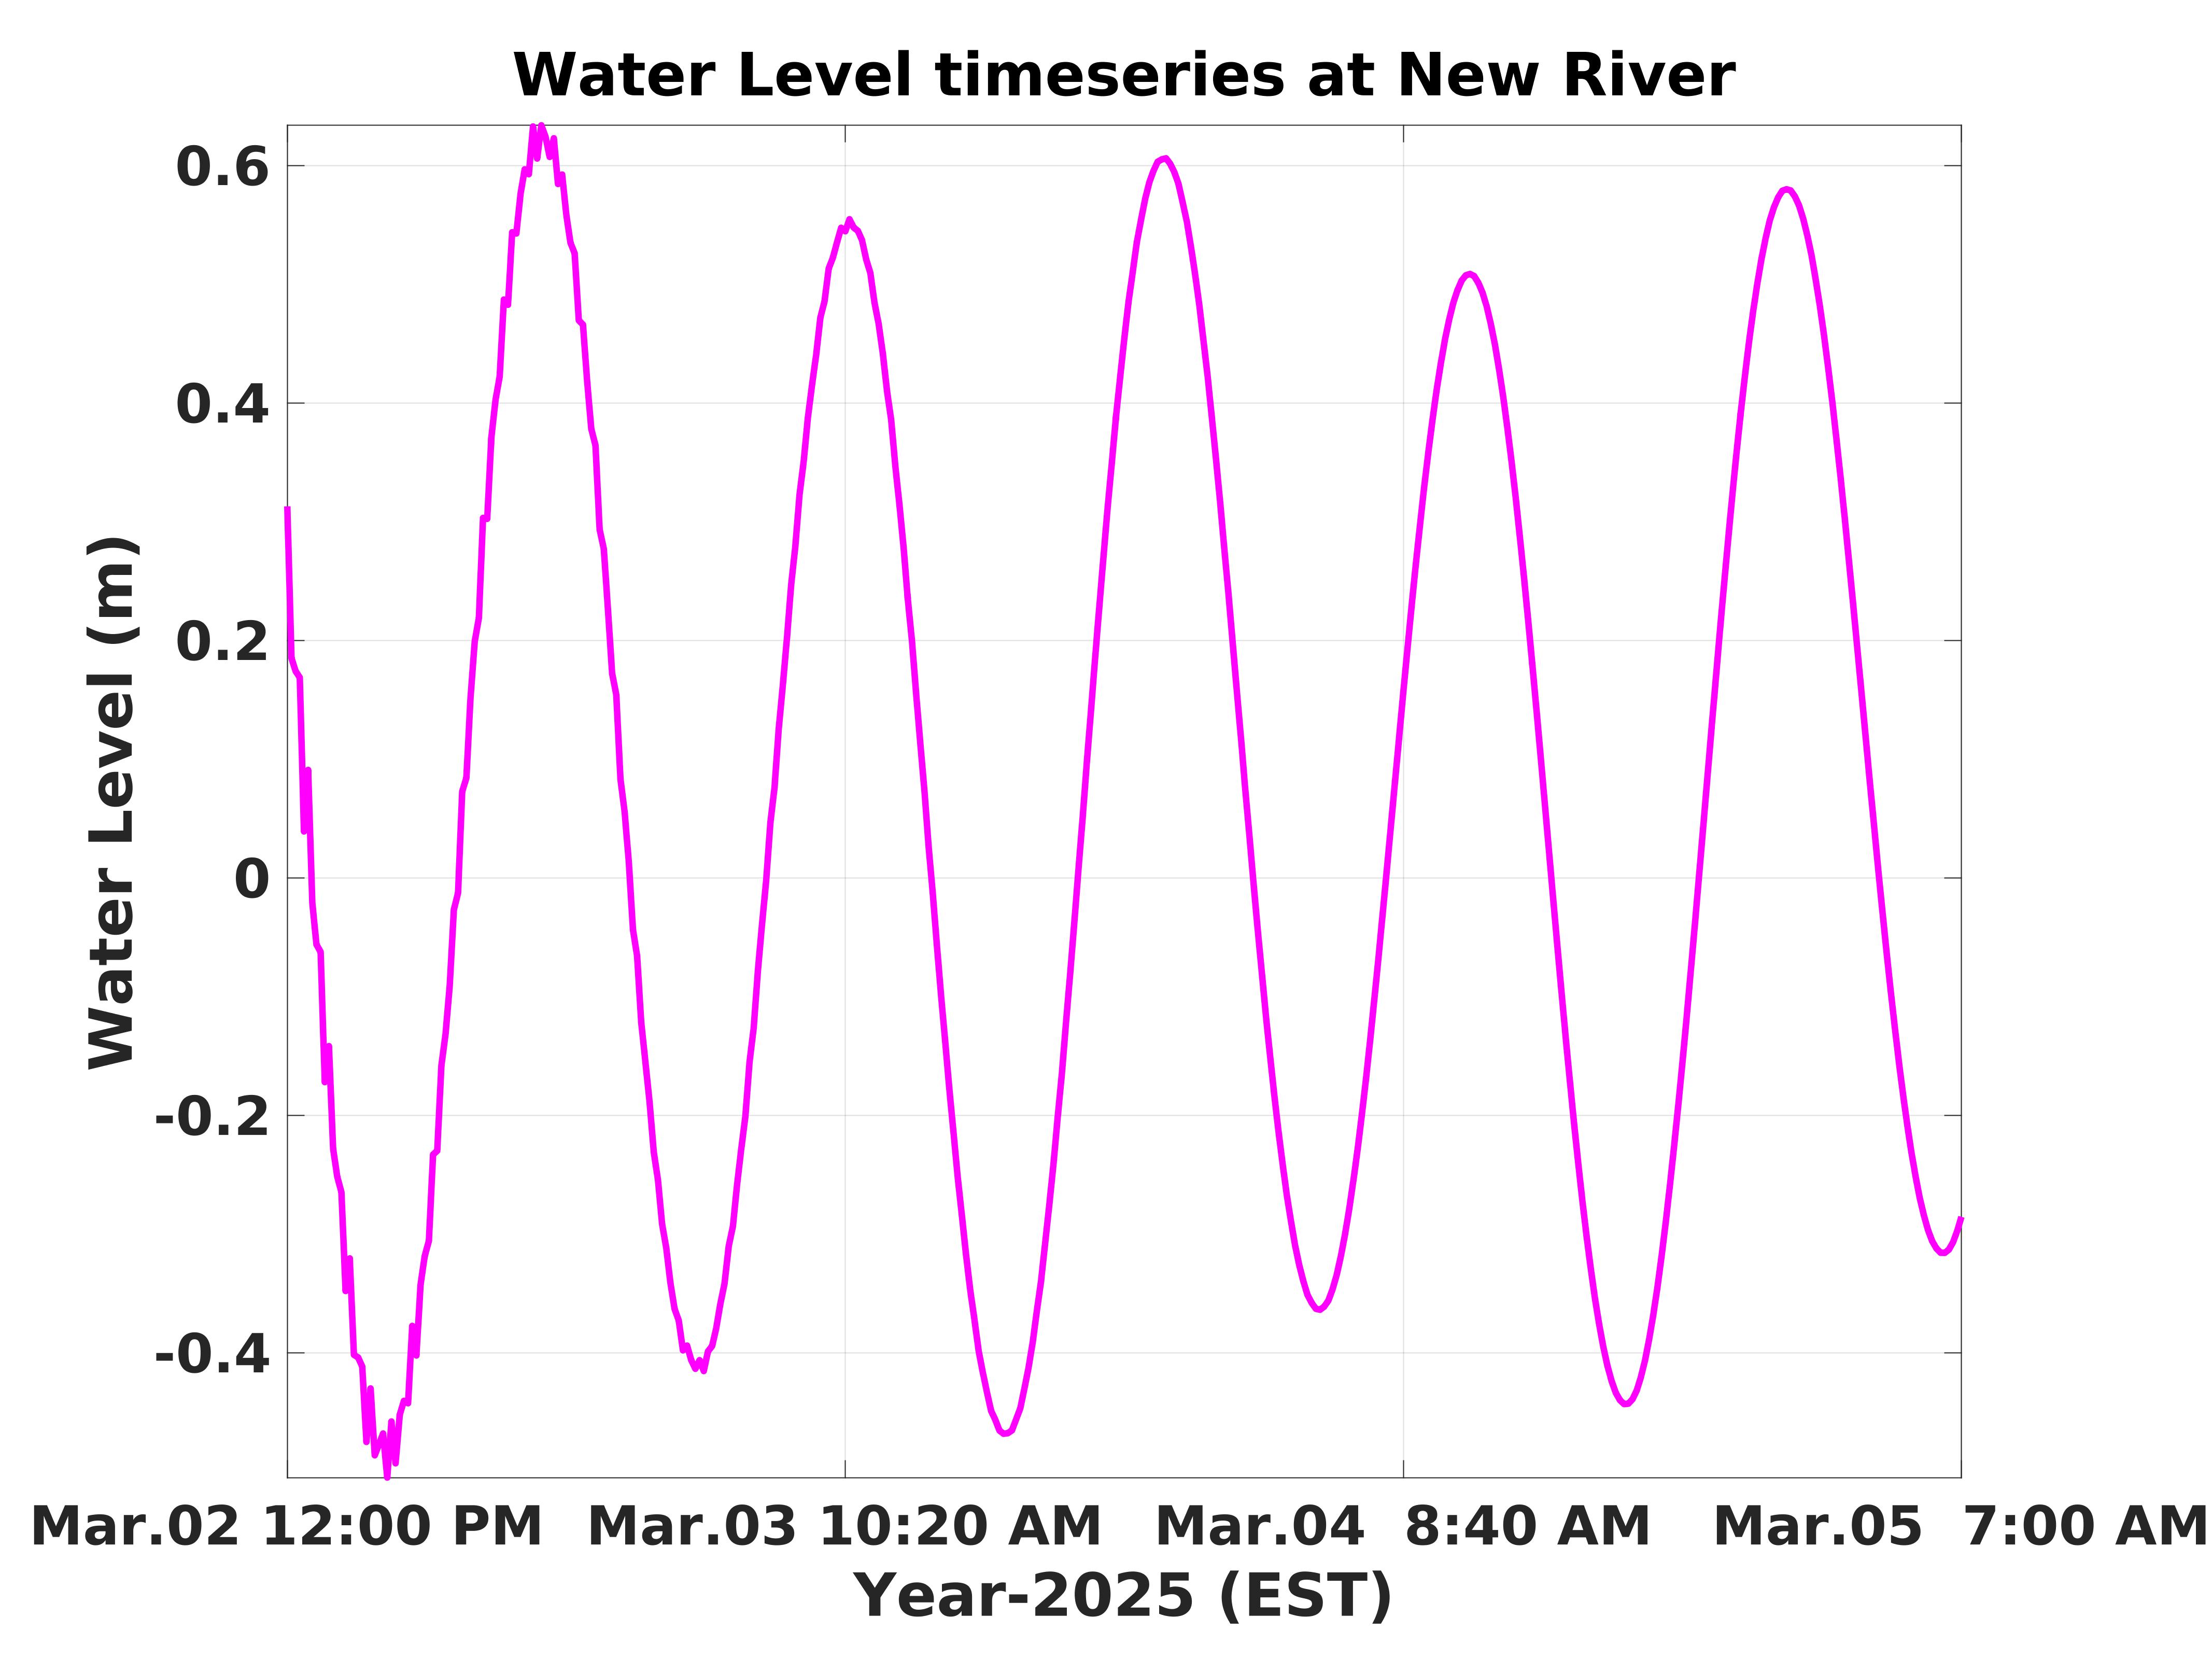 Water Level timeseries at New River
0.6
0.4
0.2
0
-0.2
-0.4
Water Level (m)
Mar.02 12:00 PM Mar.03 10:20 AM Mar.04 8:40 AM Mar.05 7:00 AM
Year-2025 (EST)